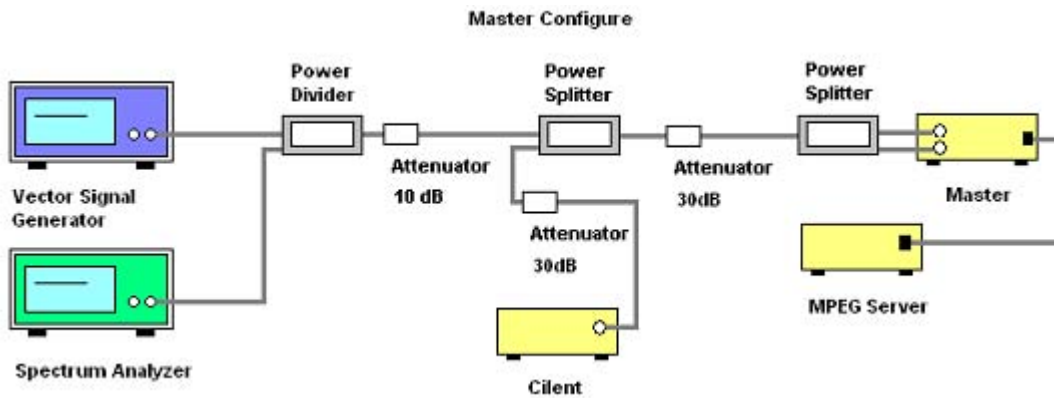 Master Configure
Power
Divider
Power
Splitter
Power
Splitter
Attenuator
10 dB
Attenuator
30dB
Master
Vector Signal
Generator
Attenuator
30dB
MPEG Server
Spectrum Analyzer
Cilent